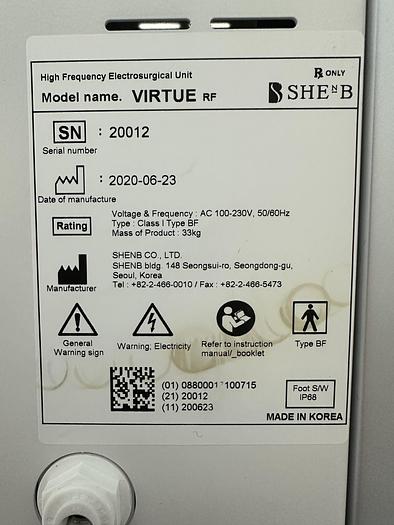 High Frequency Electrosurgical Unit
℞ ONLY
Model name. VIRTUE RF
SHENB
SN : 20012
Serial number
: 2020-06-23
Date of manufacture
Rating
Voltage & Frequency : AC 100-230V, 50/60Hz
Type : Class I Type BF
Mass of Product : 33kg
SHENB CO., LTD.
SHENB bldg. 148 Seongsui-ro, Seongdong-gu,
Seoul, Korea
Tel : +82-2-466-0010 / Fax : +82-2-466-5473
Manufacturer
General
Warning sign
Warning; Electricity
Refer to instruction
manual/_booklet
Type BF
(21) 20012
(11) 200623
Foot S/W
IP68
MADE IN KOREA